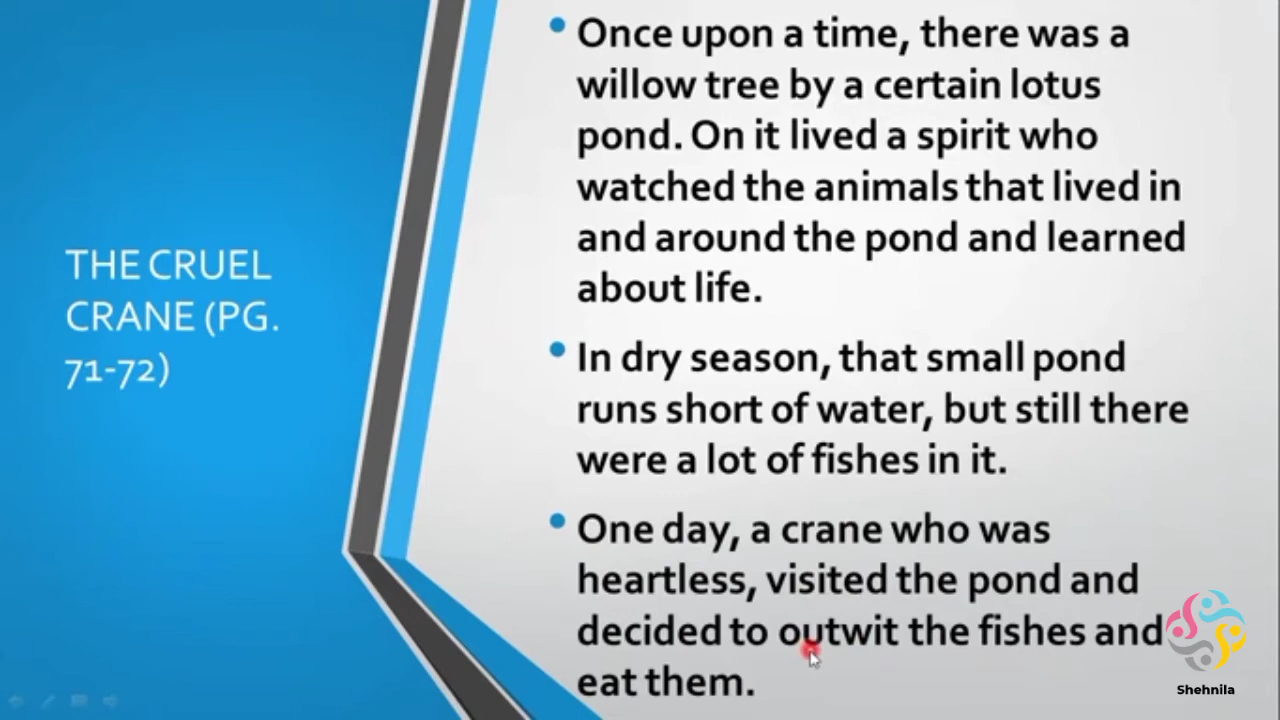 THE CRUEL
CRANE (PG.
71-72)
• Once upon a time, there was a
willow tree by a certain lotus
pond. On it lived a spirit who
watched the animals that lived in
and around the pond and learned
about life.
• In dry season, that small pond
runs short of water, but still there
were a lot of fishes in it.
• One day, a crane who was
heartless, visited the pond and
decided to outwit the fishes and
eat them.
Shehnila